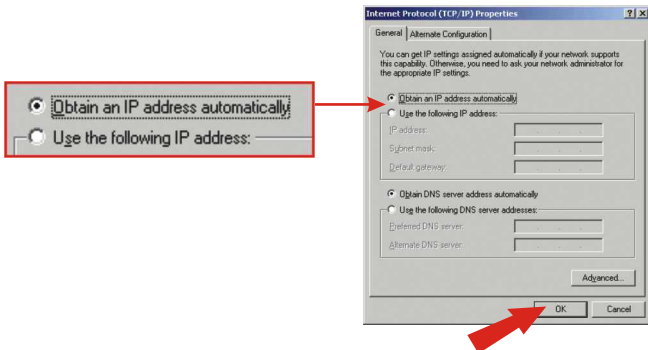 Obtain an IP address automatically
Use the following IP address:
Internet Protocol (TCP/IP) Properties
General
Alternate Configuration
You can get IP settings assigned automatically if your network supports
this capability. Otherwise, you need to ask your network administrator for
the appropriate IP settings.
Obtain an IP address automatically
Use the following IP address:
IP address:
Subnet mask:
Default gateway:
Obtain DNS server address automatically
Use the following DNS server addresses:
Preferred DNS server:
Alternate DNS server:
Advanced...
OK
Cancel